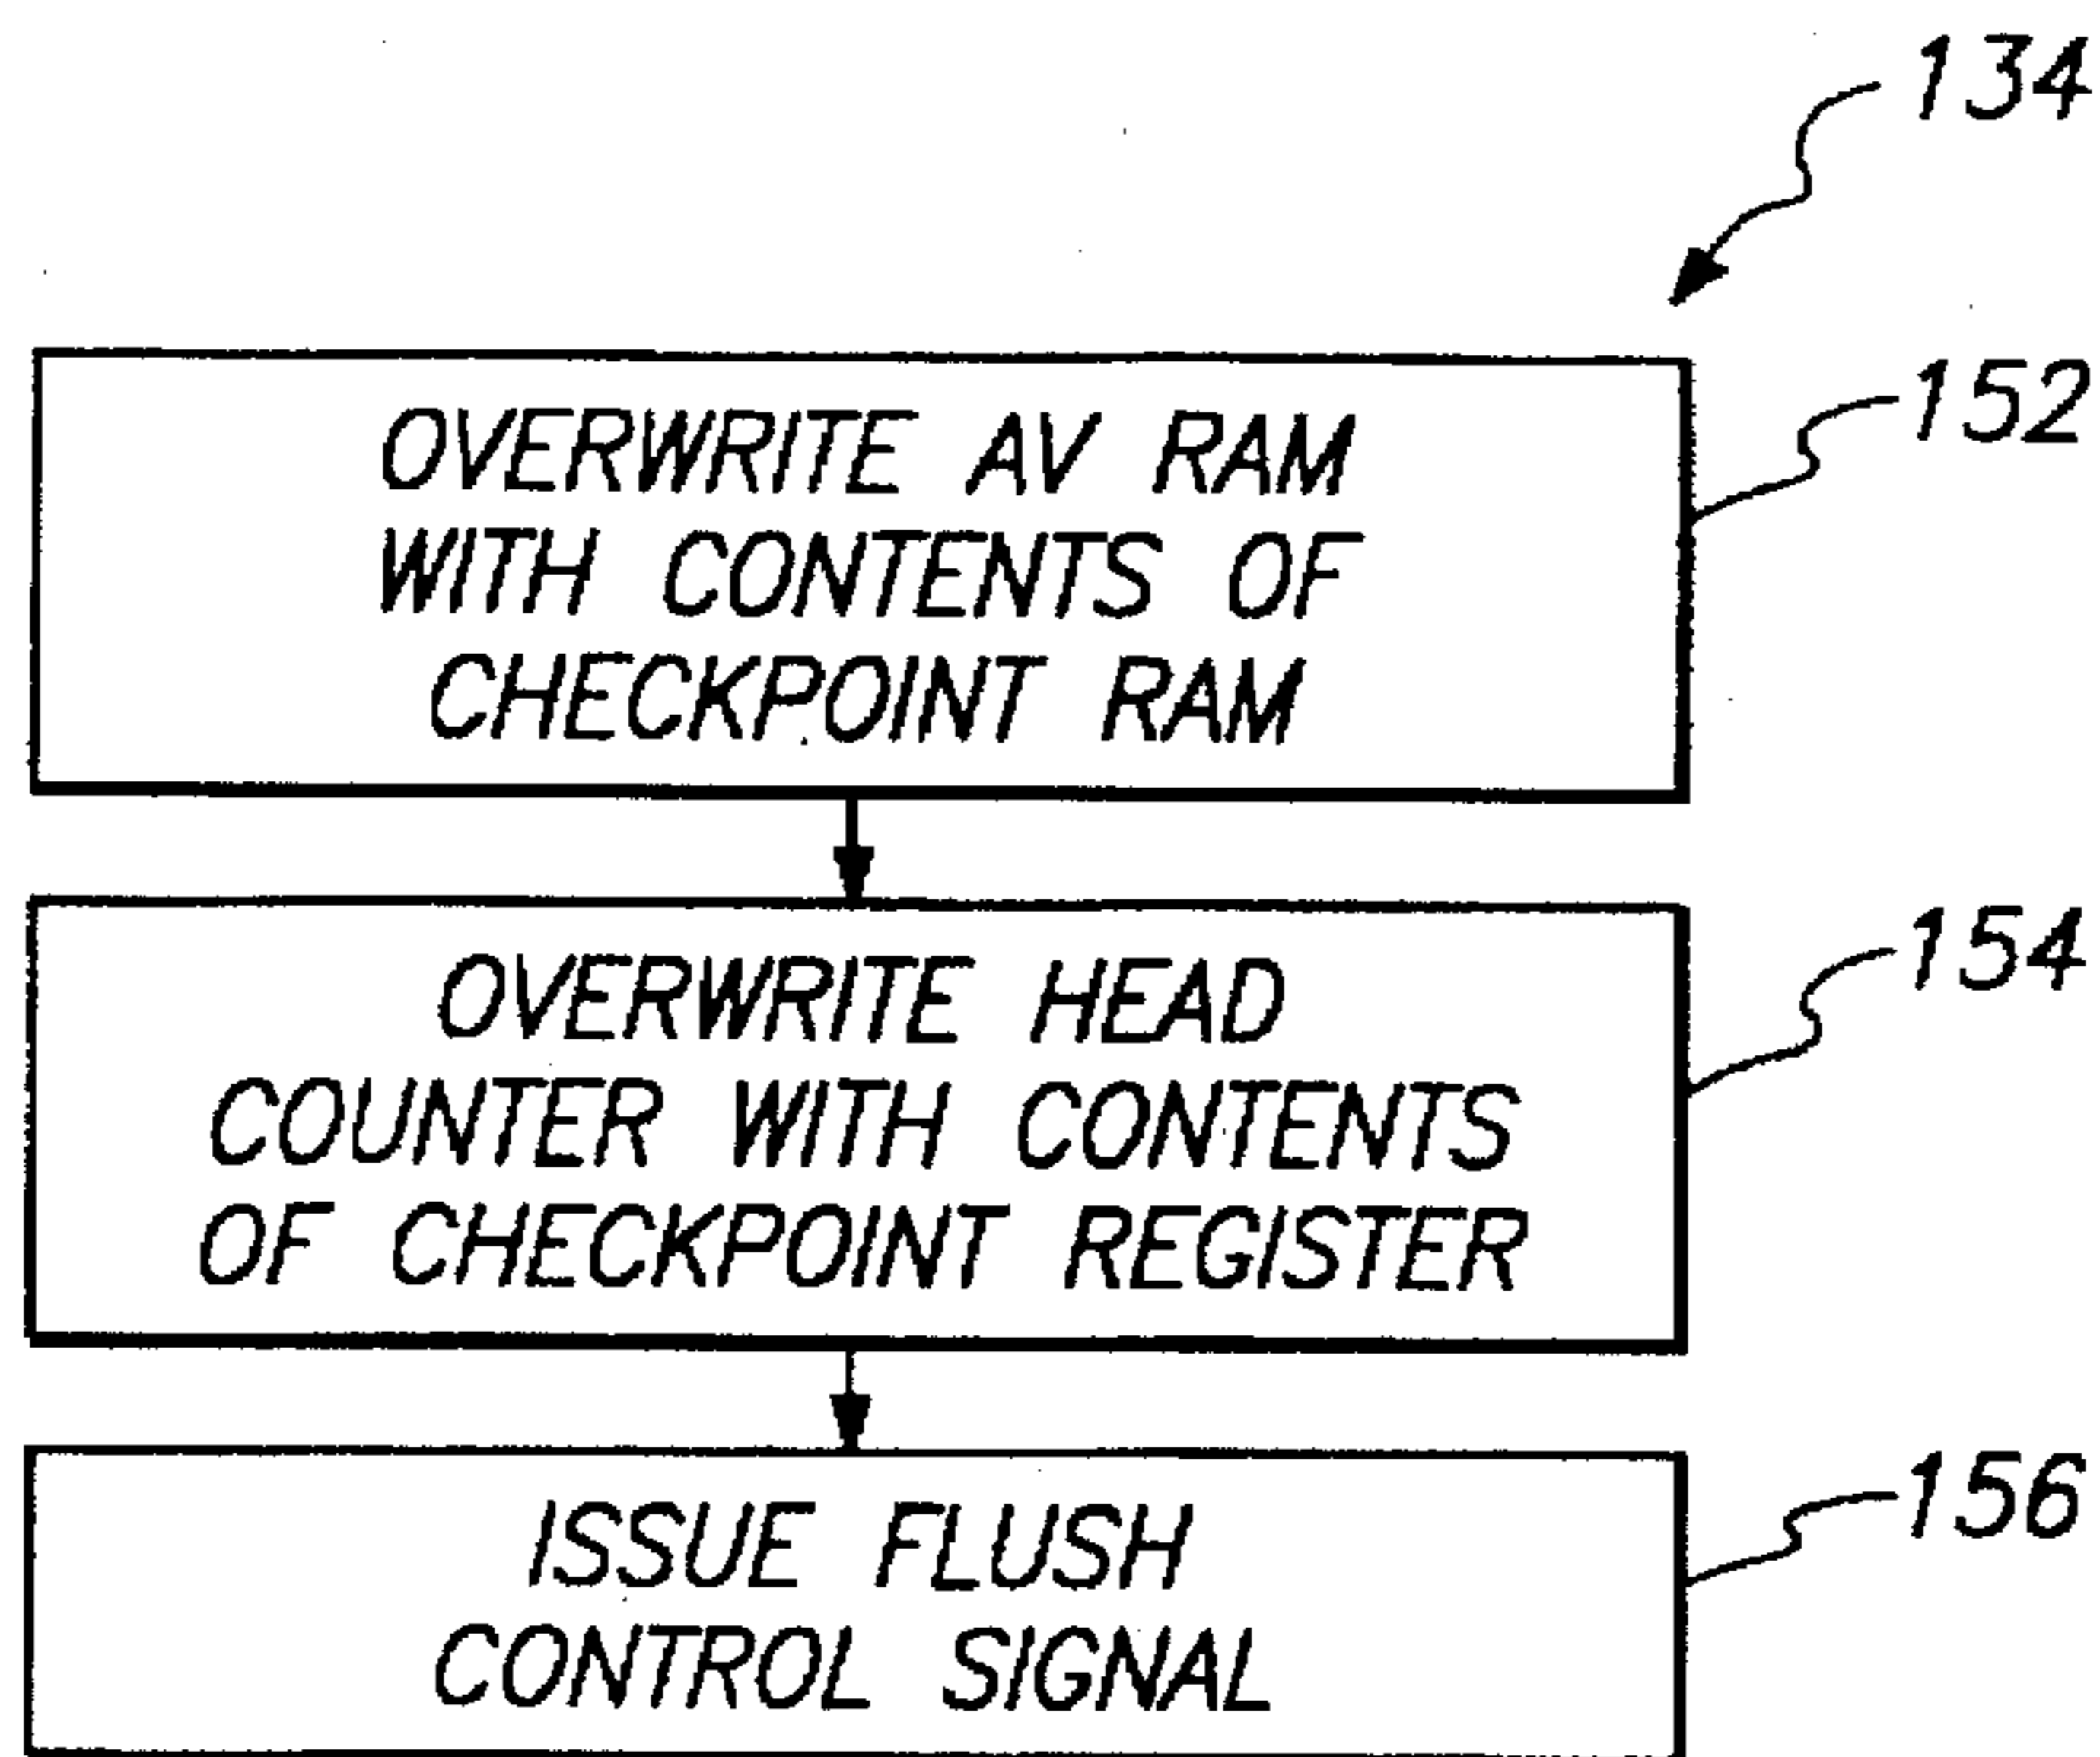 134
152
OVERWRITE AV RAM
WITH CONTENTS OF
CHECKPOINT RAM
154
OVERWRITE HEAD
COUNTER WITH CONTENTS
OF CHECKPOINT REGISTER
156
ISSUE FLUSH
CONTROL SIGNAL